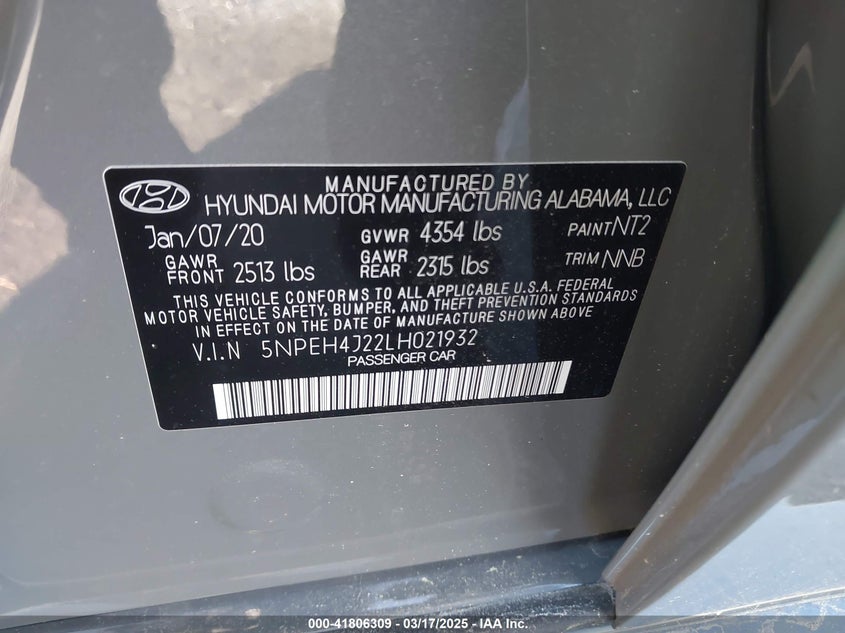 MANUFACTURED BY
HYUNDAI MOTOR MANUFACTURING ALABAMA, LLC
Jan/07/20 GVWR 4354 lbs PAINT NT2
GAWR FRONT 2513 lbs GAWR REAR 2315 lbs TRIM NNB
THIS VEHICLE CONFORMS TO ALL APPLICABLE U.S.A. FEDERAL
MOTOR VEHICLE SAFETY, BUMPER, AND THEFT PREVENTION STANDARDS
IN EFFECT ON THE DATE OF MANUFACTURE SHOWN ABOVE
V.I.N 5NPEH4J22LH021932
PASSENGER CAR
000-41806309 — 03/17/2025 — IAA Inc.